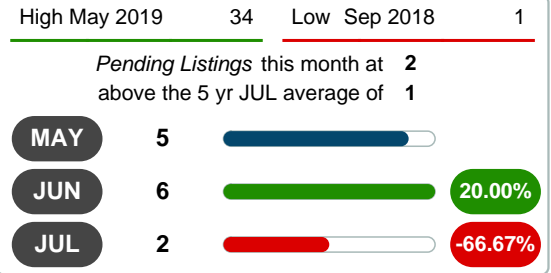 High May 2019 34 Low Sep 2018 1
Pending Listings this month at 2
above the 5 yr JUL average of 1
MAY 5
JUN 6 20.00%
JUL 2 -66.67%